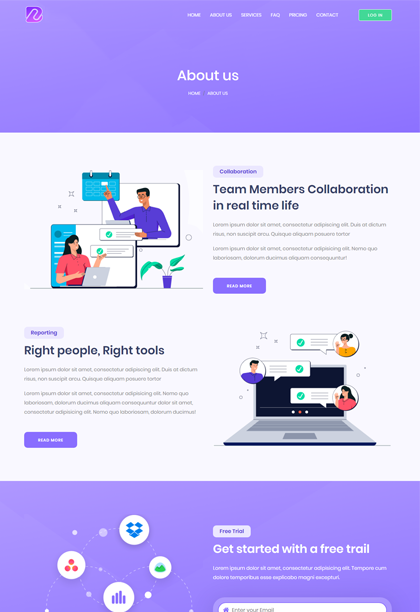 HOME ABOUT US SERVICES FAQ PRICING CONTACT LOG IN
About us
HOME ABOUT US
Collaboration
Team Members Collaboration
in real time life
Lorem ipsum dolor sit amet, consectetur adipiscing elit. Duis at dictum
risus, non suscipit arcu. Quisque aliquam posuere tortor
Lorem ipsum dolor sit amet, consectetur adipiscing elit. Nemo quo
laboriosam, dolorum ducimus aliquam consequuntur!
READ MORE
Reporting
Right people, Right tools
Lorem ipsum dolor sit amet, consectetur adipiscing elit. Duis at dictum
risus, non suscipit arcu. Quisque aliquam posuere tortor
Lorem ipsum dolor sit amet, consectetur adipiscing elit. Nemo quo
laboriosam, dolorum ducimus aliquam consequuntur dolor sit amet,
consectetur adipiscing elit. Nemo quo laboriosam, dolorum ducimus!
READ MORE
Free Trial
Get started with a free trail
Lorem ipsum dolor sit amet, consectetur adipiscing elit. Tempore cum
dolores temporibus esse explicabo magni excepturi.
Enter your Email